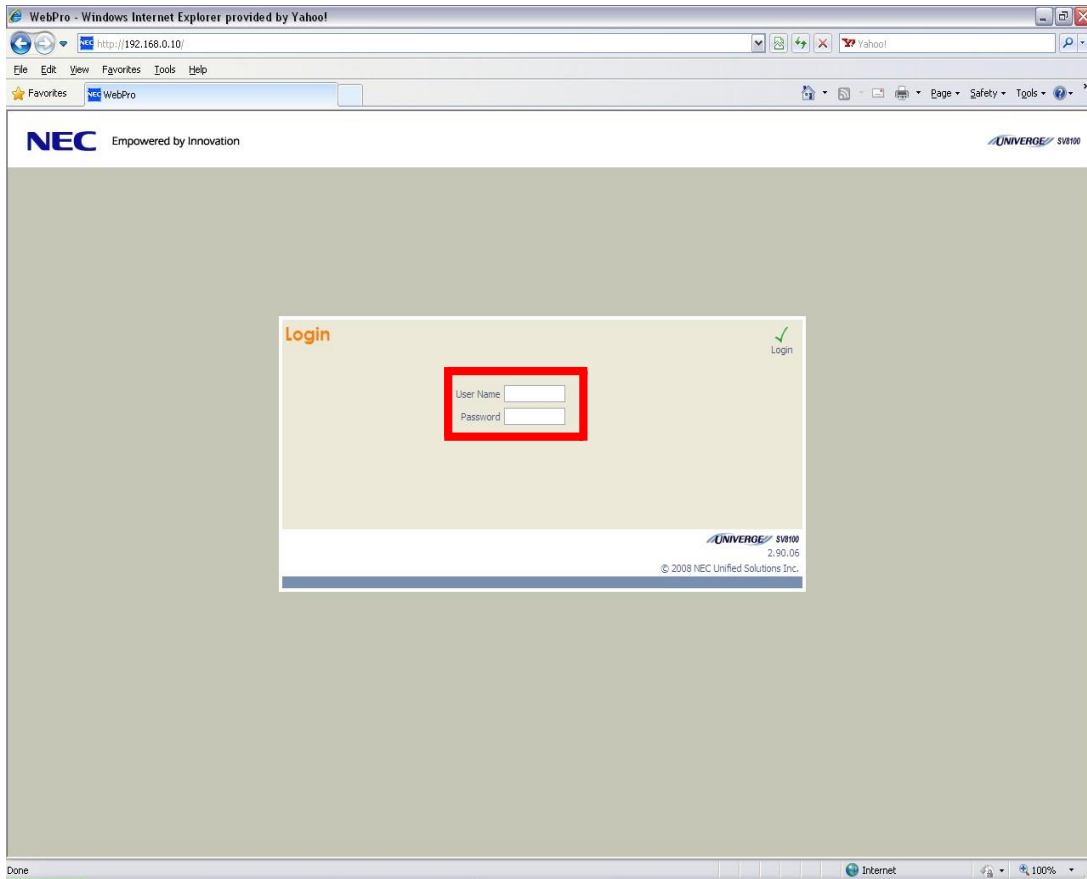 WebPro - Windows Internet Explorer provided by Yahoo!
http://192.168.0.10/
Yahoo!
File Edit View Favorites Tools Help
Favorites
WebPro
Page Safety Tools
NEC Empowered by Innovation
UNIVERGE SV8100
Login
Login
User Name
Password
UNIVERGE SV8100
2.90.06
© 2008 NEC Unified Solutions Inc.
Done
Internet
100%